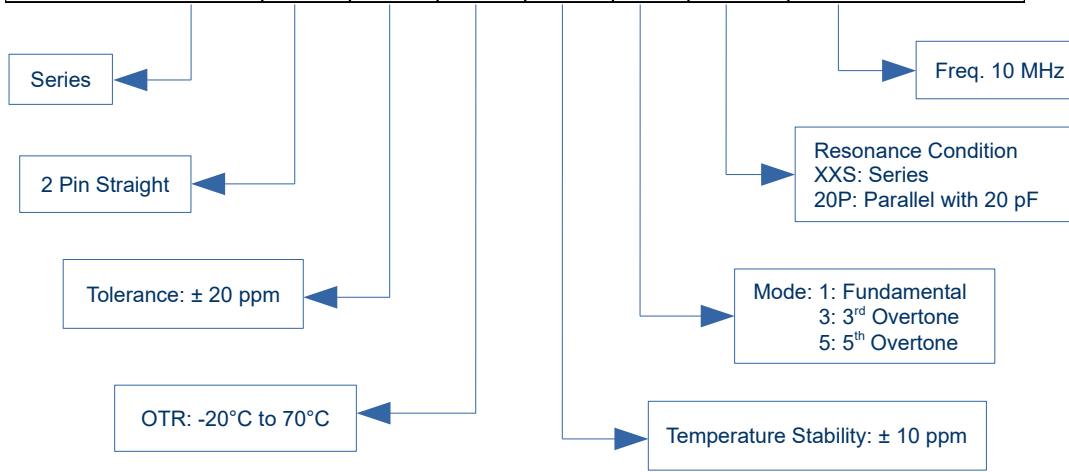 Series
Freq. 10 MHz
2 Pin Straight
Resonance Condition
XXS: Series
20P: Parallel with 20 pF
Tolerance: ± 20 ppm
Mode: 1: Fundamental
3: 3rd Overtone
5: 5th Overtone
OTR: -20°C to 70°C
Temperature Stability: ± 10 ppm